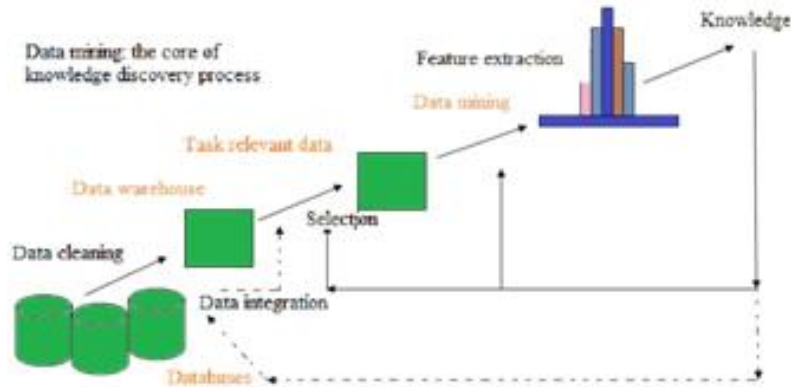 Knowledge
Data mining: the core of
knowledge discovery process
Feature extraction
Data mining
Task relevant data
Data warehouse
Selection
Data cleaning
Data integration
Databases